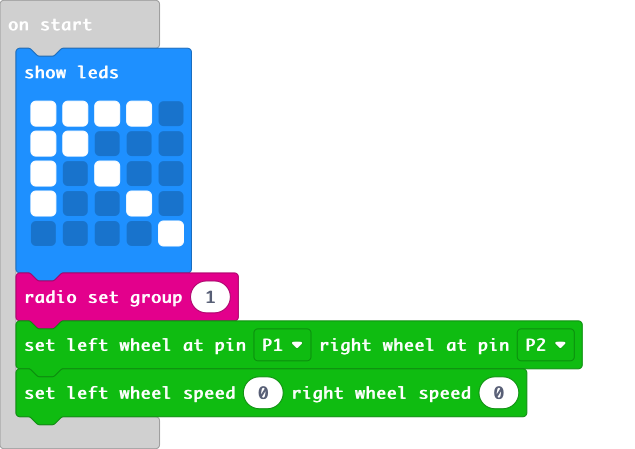 on start
show leds
radio set group 1
set left wheel at pin P1 right wheel at pin P2
set left wheel speed 0 right wheel speed 0